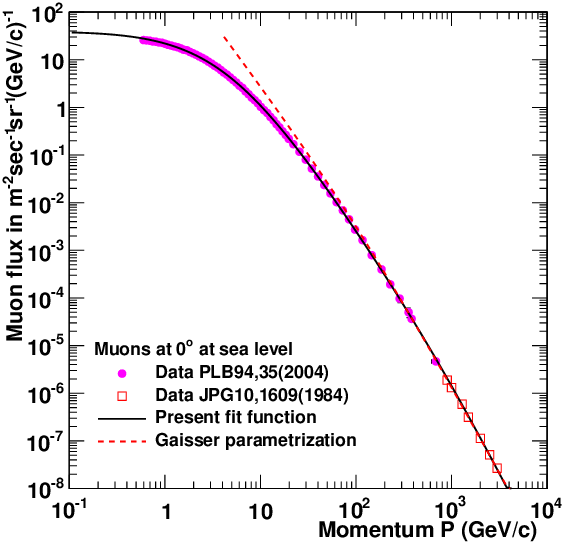 Muon flux in m⁻²sec⁻¹sr⁻¹(GeV/c)⁻¹
10²
10
1
10⁻¹
10⁻²
10⁻³
10⁻⁴
10⁻⁵
10⁻⁶
10⁻⁷
10⁻⁸
Muons at 0° at sea level
Data PLB94,35(2004)
Data JPG10,1609(1984)
Present fit function
Gaisser parametrization
10⁻¹ 1 10 10² 10³ 10⁴
Momentum P (GeV/c)